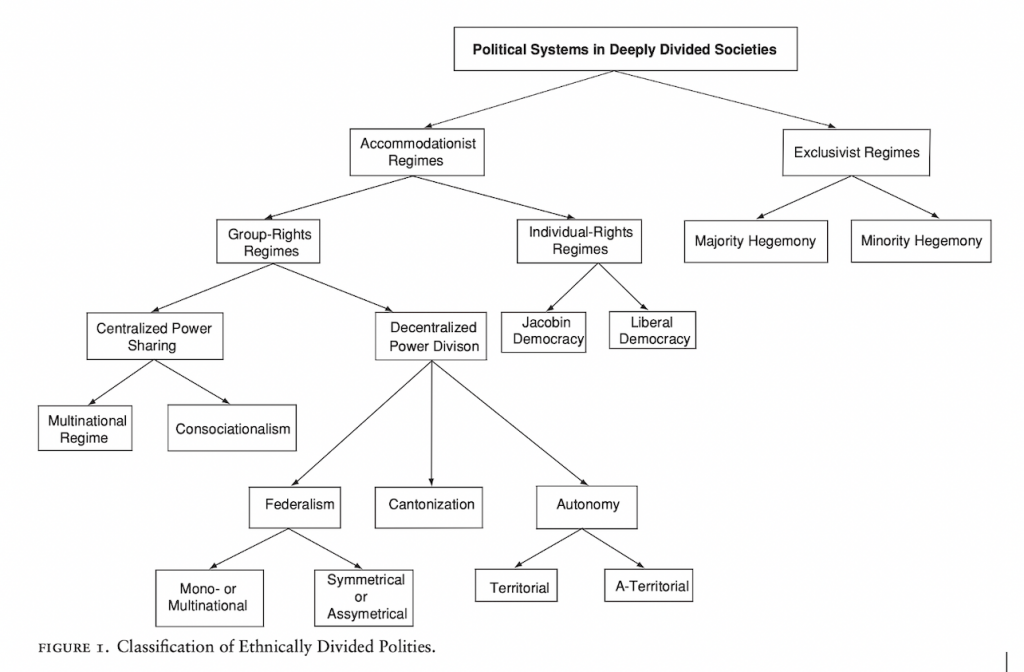 Political Systems in Deeply Divided Societies
Accommodationist
Regimes
Exclusivist Regimes
Group-Rights
Regimes
Individual-Rights
Regimes
Majority Hegemony
Minority Hegemony
Centralized Power
Sharing
Decentralized
Power Divison
Jacobin
Democracy
Liberal
Democracy
Multinational
Regime
Consociationalism
Federalism
Cantonization
Autonomy
Mono- or
Multinational
Symmetrical
or
Assymetrical
Territorial
A-Territorial
FIGURE 1. Classification of Ethnically Divided Polities.